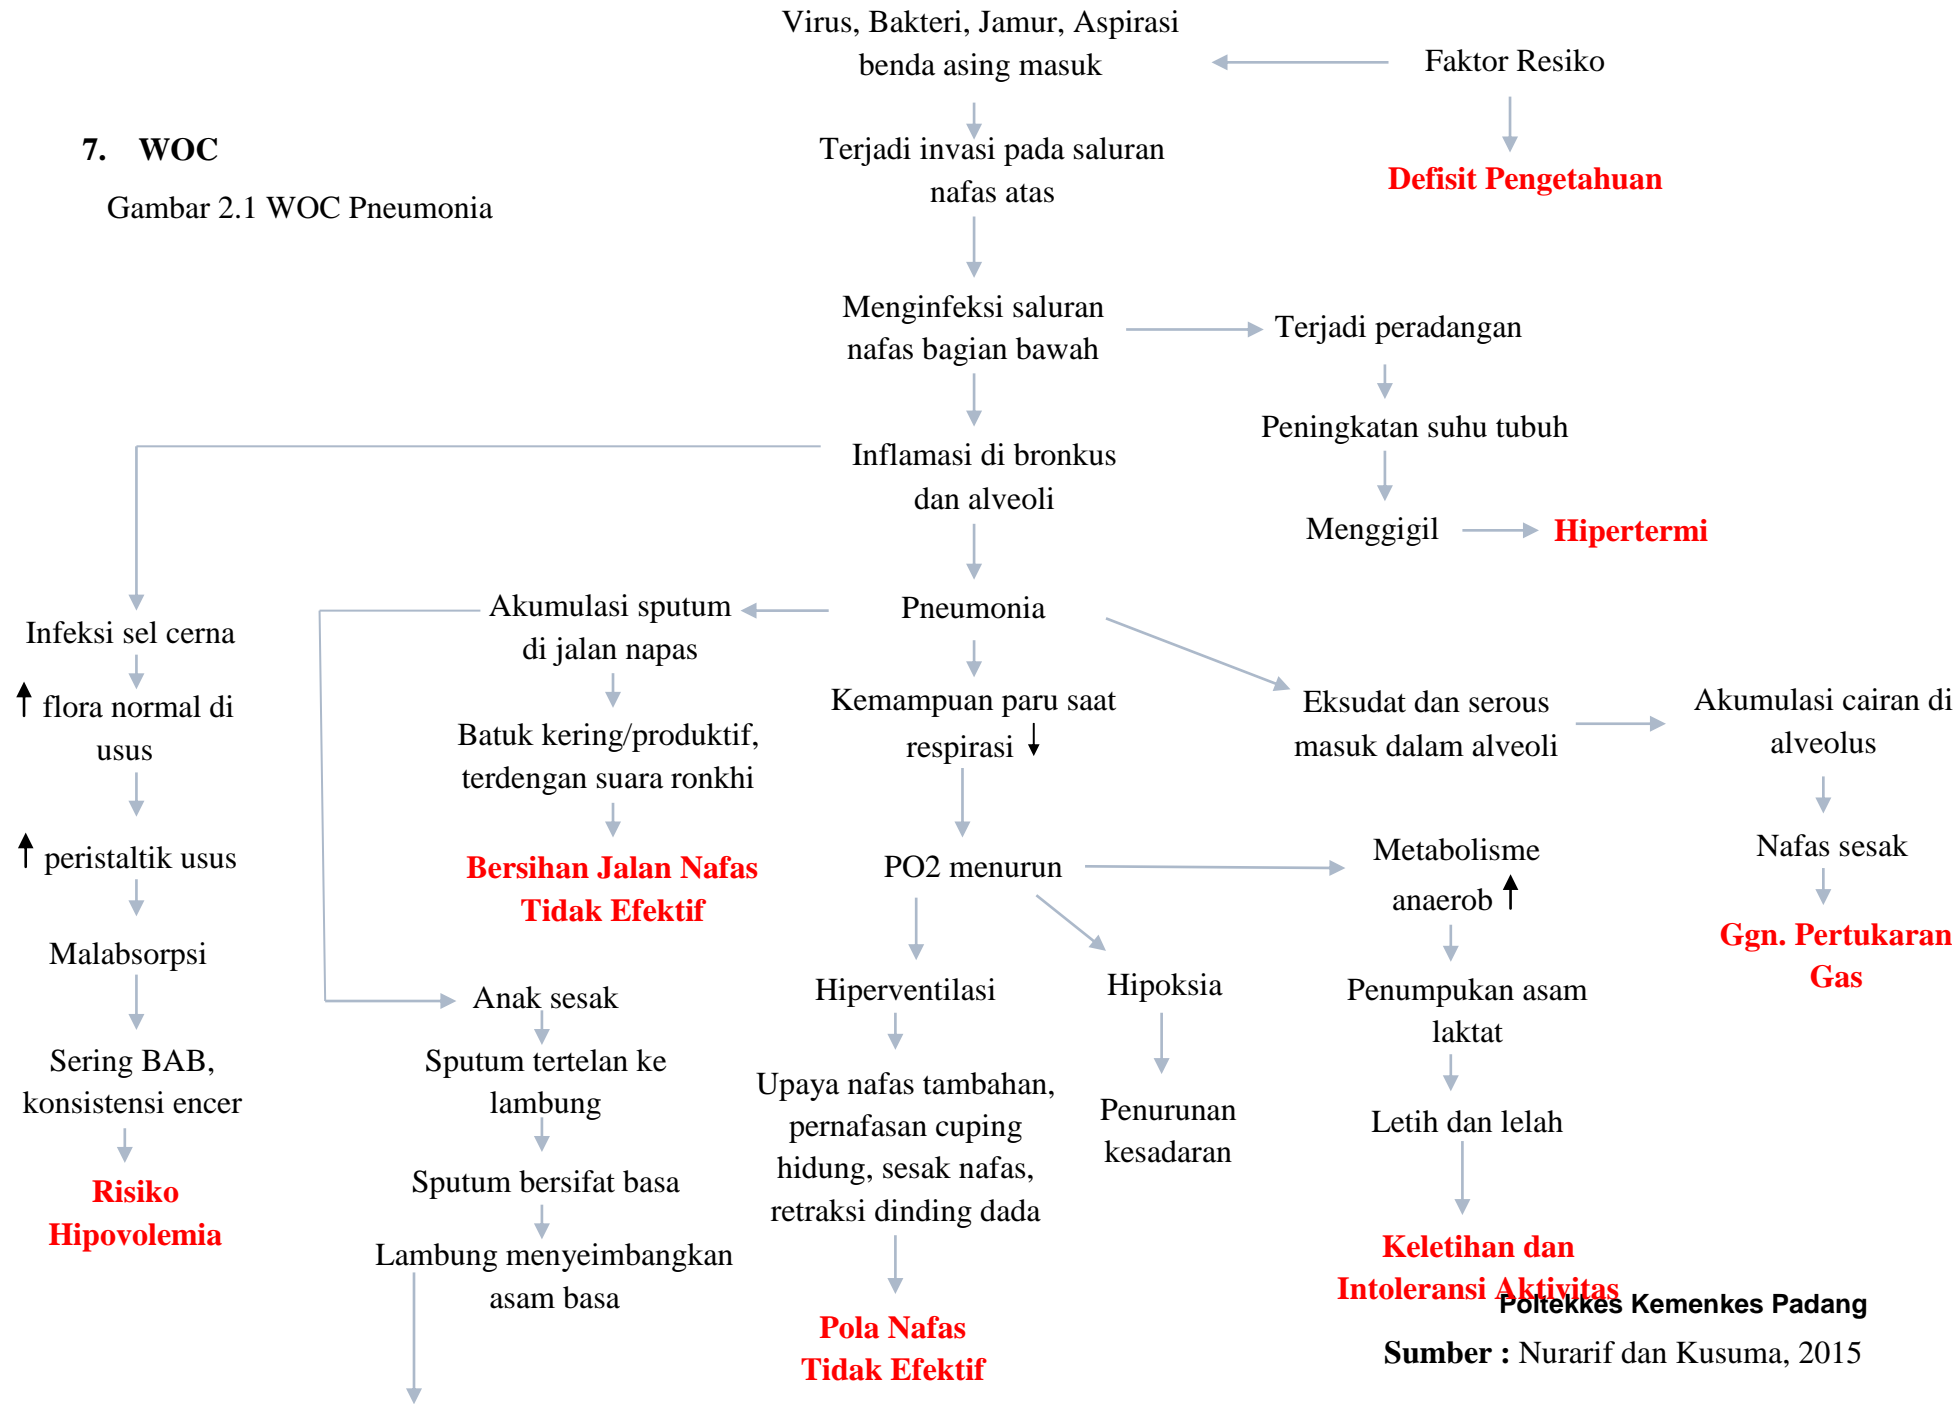 Virus, Bakteri, Jamur, Aspirasi
benda asing masuk
Faktor Resiko
7. WOC
Gambar 2.1 WOC Pneumonia
Terjadi invasi pada saluran
nafas atas
Defisit Pengetahuan
Menginfeksi saluran
nafas bagian bawah
Terjadi peradangan
Peningkatan suhu tubuh
Inflamasi di bronkus
dan alveoli
Menggigil
Hipertermi
Infeksi sel cerna
Akumulasi sputum
di jalan napas
Pneumonia
flora normal di
usus
Batuk kering/produktif,
terdengan suara ronkhi
Kemampuan paru saat
respirasi
Eksudat dan serous
masuk dalam alveoli
Akumulasi cairan di
alveolus
peristaltik usus
Bersihan Jalan Nafas
Tidak Efektif
PO2 menurun
Metabolisme
anaerob
Nafas sesak
Ggn. Pertukaran
Gas
Malabsorpsi
Anak sesak
Hiperventilasi
Hipoksia
Penumpukan asam
laktat
Sering BAB,
konsistensi encer
Sputum tertelan ke
lambung
Upaya nafas tambahan,
pernafasan cuping
hidung, sesak nafas,
retraksi dinding dada
Penurunan
kesadaran
Letih dan lelah
Risiko
Hipovolemia
Sputum bersifat basa
Lambung menyeimbangkan
asam basa
Pola Nafas
Tidak Efektif
Keletihan dan
Intoleransi Aktivitas
Poltekkes Kemenkes Padang
Sumber : Nurarif dan Kusuma, 2015